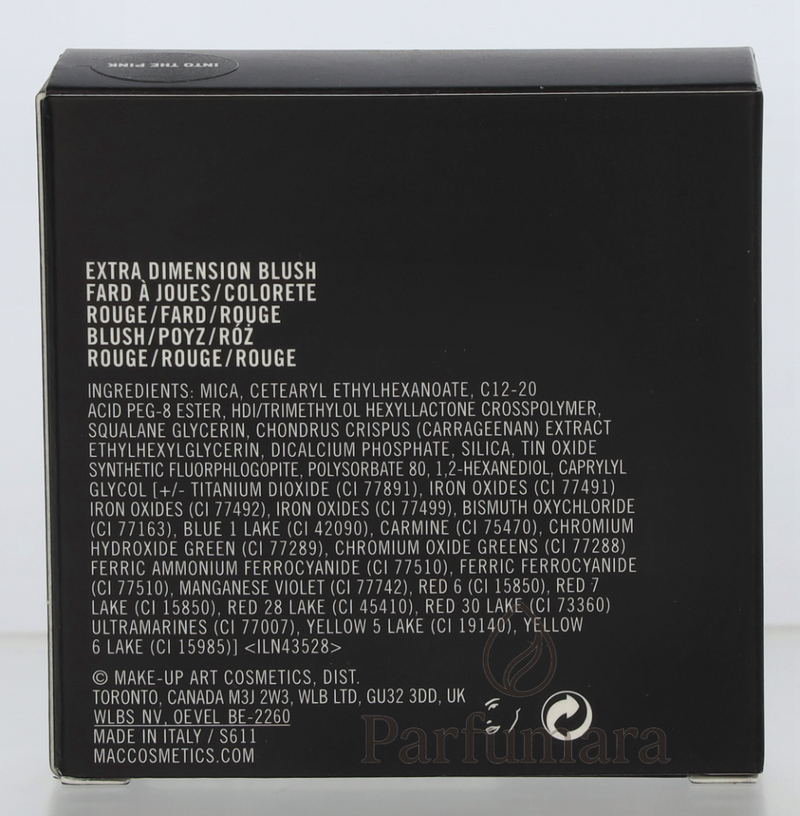 INTO THE PINK
EXTRA DIMENSION BLUSH
FARD À JOUES/COLORETE
ROUGE/FARD/ROUGE
BLUSH/POYZ/RÓŻ
ROUGE/ROUGE/ROUGE
INGREDIENTS: MICA, CETEARYL ETHYLHEXANOATE, C12-20
ACID PEG-8 ESTER, HDI/TRIMETHYLOL HEXYLLACTONE CROSSPOLYMER,
SQUALANE GLYCERIN, CHONDRUS CRISPUS (CARRAGEENAN) EXTRACT
ETHYLHEXYLGLYCERIN, DICALCIUM PHOSPHATE, SILICA, TIN OXIDE
SYNTHETIC FLUORPHLOGOPITE, POLYSORBATE 80, 1,2-HEXANEDIOL, CAPRYLYL
GLYCOL [+/- TITANIUM DIOXIDE (CI 77891), IRON OXIDES (CI 77491)
IRON OXIDES (CI 77492), IRON OXIDES (CI 77499), BISMUTH OXYCHLORIDE
(CI 77163), BLUE 1 LAKE (CI 42090), CARMINE (CI 75470), CHROMIUM
HYDROXIDE GREEN (CI 77289), CHROMIUM OXIDE GREENS (CI 77288)
FERRIC AMMONIUM FERROCYANIDE (CI 77510), FERRIC FERROCYANIDE
(CI 77510), MANGANESE VIOLET (CI 77742), RED 6 (CI 15850), RED 7
LAKE (CI 15850), RED 28 LAKE (CI 45410), RED 30 LAKE (CI 73360)
ULTRAMARINES (CI 77007), YELLOW 5 LAKE (CI 19140), YELLOW
6 LAKE (CI 15985)] <ILN43528>
© MAKE-UP ART COSMETICS, DIST.
TORONTO, CANADA M3J 2W3, WLB LTD, GU32 3DD, UK
WLBS NV, OEVEL BE-2260
MADE IN ITALY / S611
MACCOSMETICS.COM
Parfumara